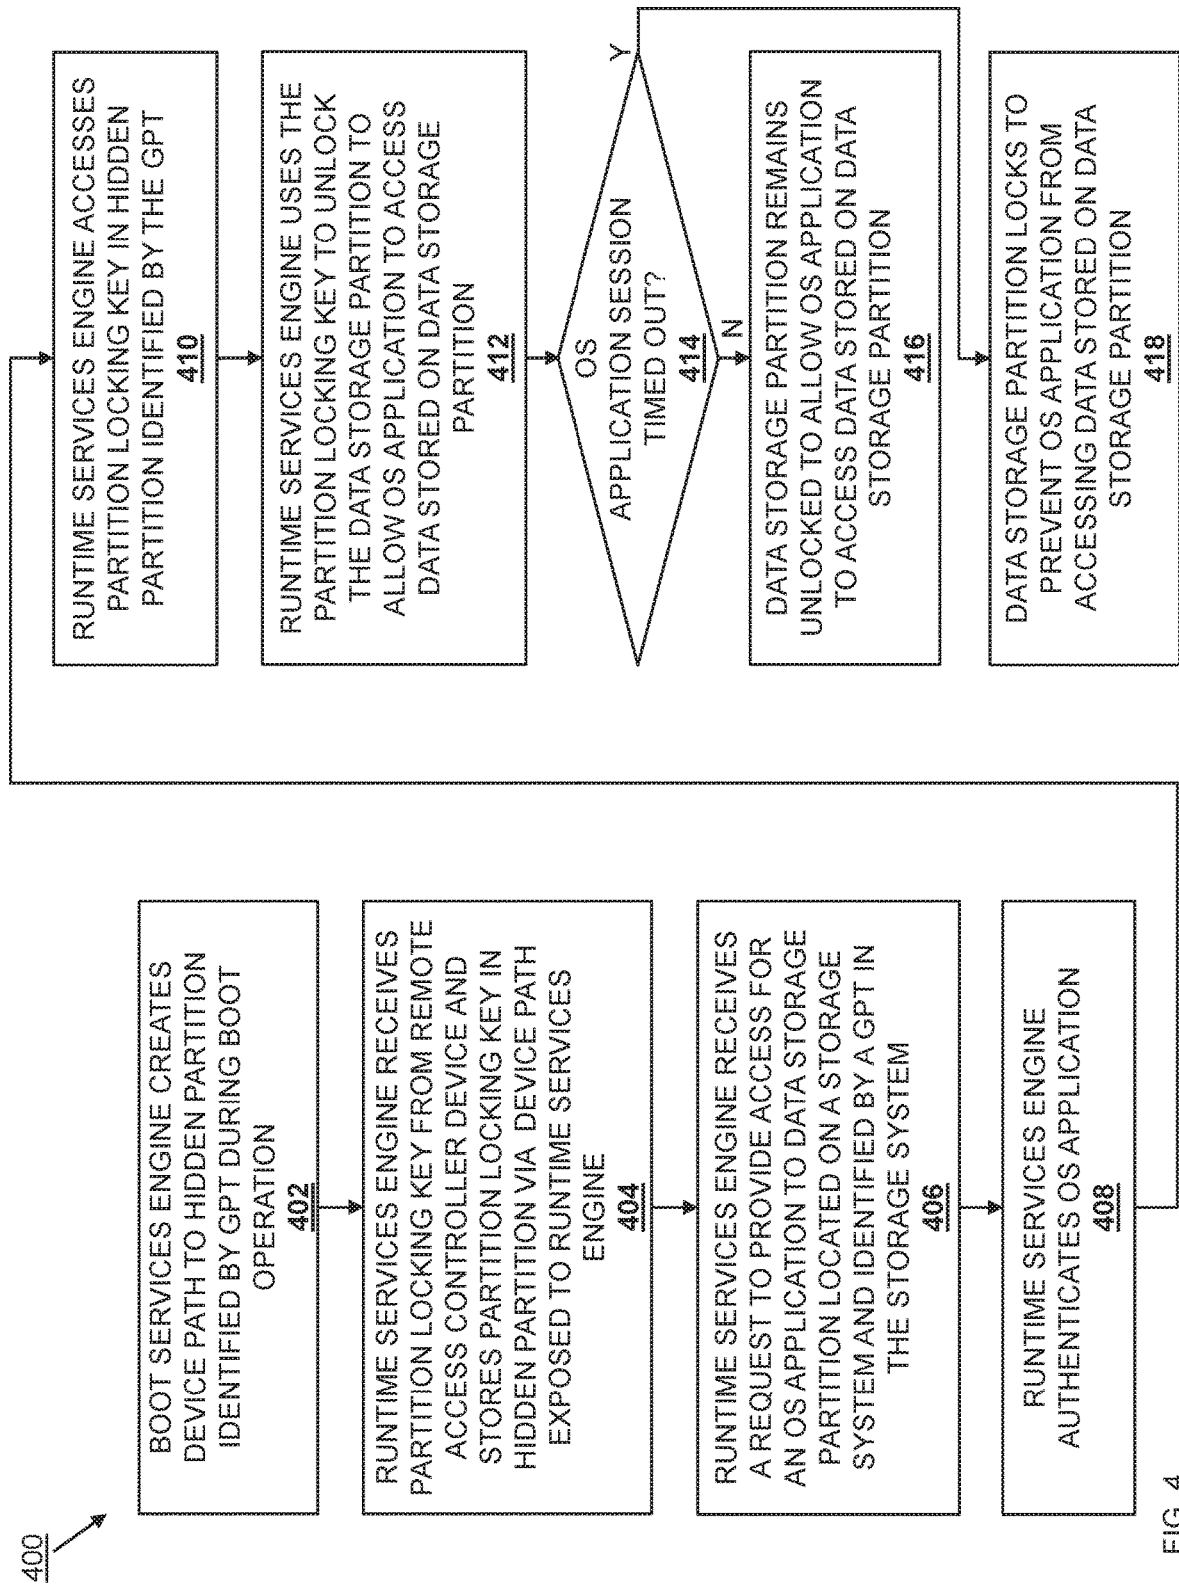 400
BOOT SERVICES ENGINE CREATES
DEVICE PATH TO HIDDEN PARTITION
IDENTIFIED BY GPT DURING BOOT
OPERATION
402
RUNTIME SERVICES ENGINE RECEIVES
PARTITION LOCKING KEY FROM REMOTE
ACCESS CONTROLLER DEVICE AND
STORES PARTITION LOCKING KEY IN
HIDDEN PARTITION VIA DEVICE PATH
EXPOSED TO RUNTIME SERVICES
ENGINE
404
RUNTIME SERVICES ENGINE RECEIVES
A REQUEST TO PROVIDE ACCESS FOR
AN OS APPLICATION TO DATA STORAGE
PARTITION LOCATED ON A STORAGE
SYSTEM AND IDENTIFIED BY A GPT IN
THE STORAGE SYSTEM
406
RUNTIME SERVICES ENGINE
AUTHENTICATES OS APPLICATION
408
RUNTIME SERVICES ENGINE ACCESSES
PARTITION LOCKING KEY IN HIDDEN
PARTITION IDENTIFIED BY THE GPT
410
RUNTIME SERVICES ENGINE USES THE
PARTITION LOCKING KEY TO UNLOCK
THE DATA STORAGE PARTITION TO
ALLOW OS APPLICATION TO ACCESS
DATA STORED ON DATA STORAGE
PARTITION
412
OS
APPLICATION SESSION
TIMED OUT?
414
Y
N
DATA STORAGE PARTITION REMAINS
UNLOCKED TO ALLOW OS APPLICATION
TO ACCESS DATA STORED ON DATA
STORAGE PARTITION
416
DATA STORAGE PARTITION LOCKS TO
PREVENT OS APPLICATION FROM
ACCESSING DATA STORED ON DATA
STORAGE PARTITION
418
FIG. 4